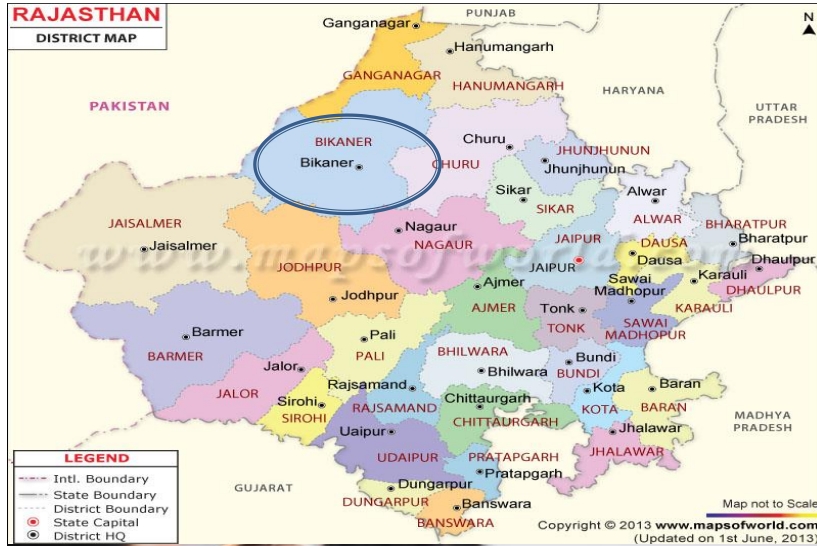 RAJASTHAN
DISTRICT MAP
PUNJAB
N
Ganganagar
Hanumangarh
GANGANAGAR
HANUMANGARH
HARYANA
PAKISTAN
UTTAR
PRADESH
BIKANER
Bikaner
Churu
CHURU
JHUNJHUNUN
Jhunjhunun
Sikar
SIKAR
Alwar
ALWAR
JAISALMER
Jaisalmer
Nagaur
NAGAUR
JAIPUR
JAIPUR
BHARATPUR
Bharatpur
DAUSA
Dausa
Dhaulpur
DHAULPUR
www.mapsofworld.com
JODHPUR
Jodhpur
Ajmer
AJMER
Sawai
Madhopur
SAWAI
MADHOPUR
Karauli
KARAULI
Tonk
TONK
Barmer
BARMER
Pali
PALI
BHILWARA
Bhilwara
Bundi
BUNDI
Jalor
JALOR
Rajsamand
RAJSAMAND
Kota
KOTA
Baran
BARAN
Sirohi
SIROHI
Chittaurgarh
CHITTAURGARH
MADHYA
PRADESH
Uaipur
UDAIPUR
Jhalawar
JHALAWAR
PRATAPGARH
Pratapgarh
GUJARAT
Dungarpur
DUNGARPUR
Banswara
BANSWARA
LEGEND
Intl. Boundary
State Boundary
District Boundary
State Capital
District HQ
Map not to Scale
Copyright © 2013 www.mapsofworld.com
(Updated on 1st June, 2013)